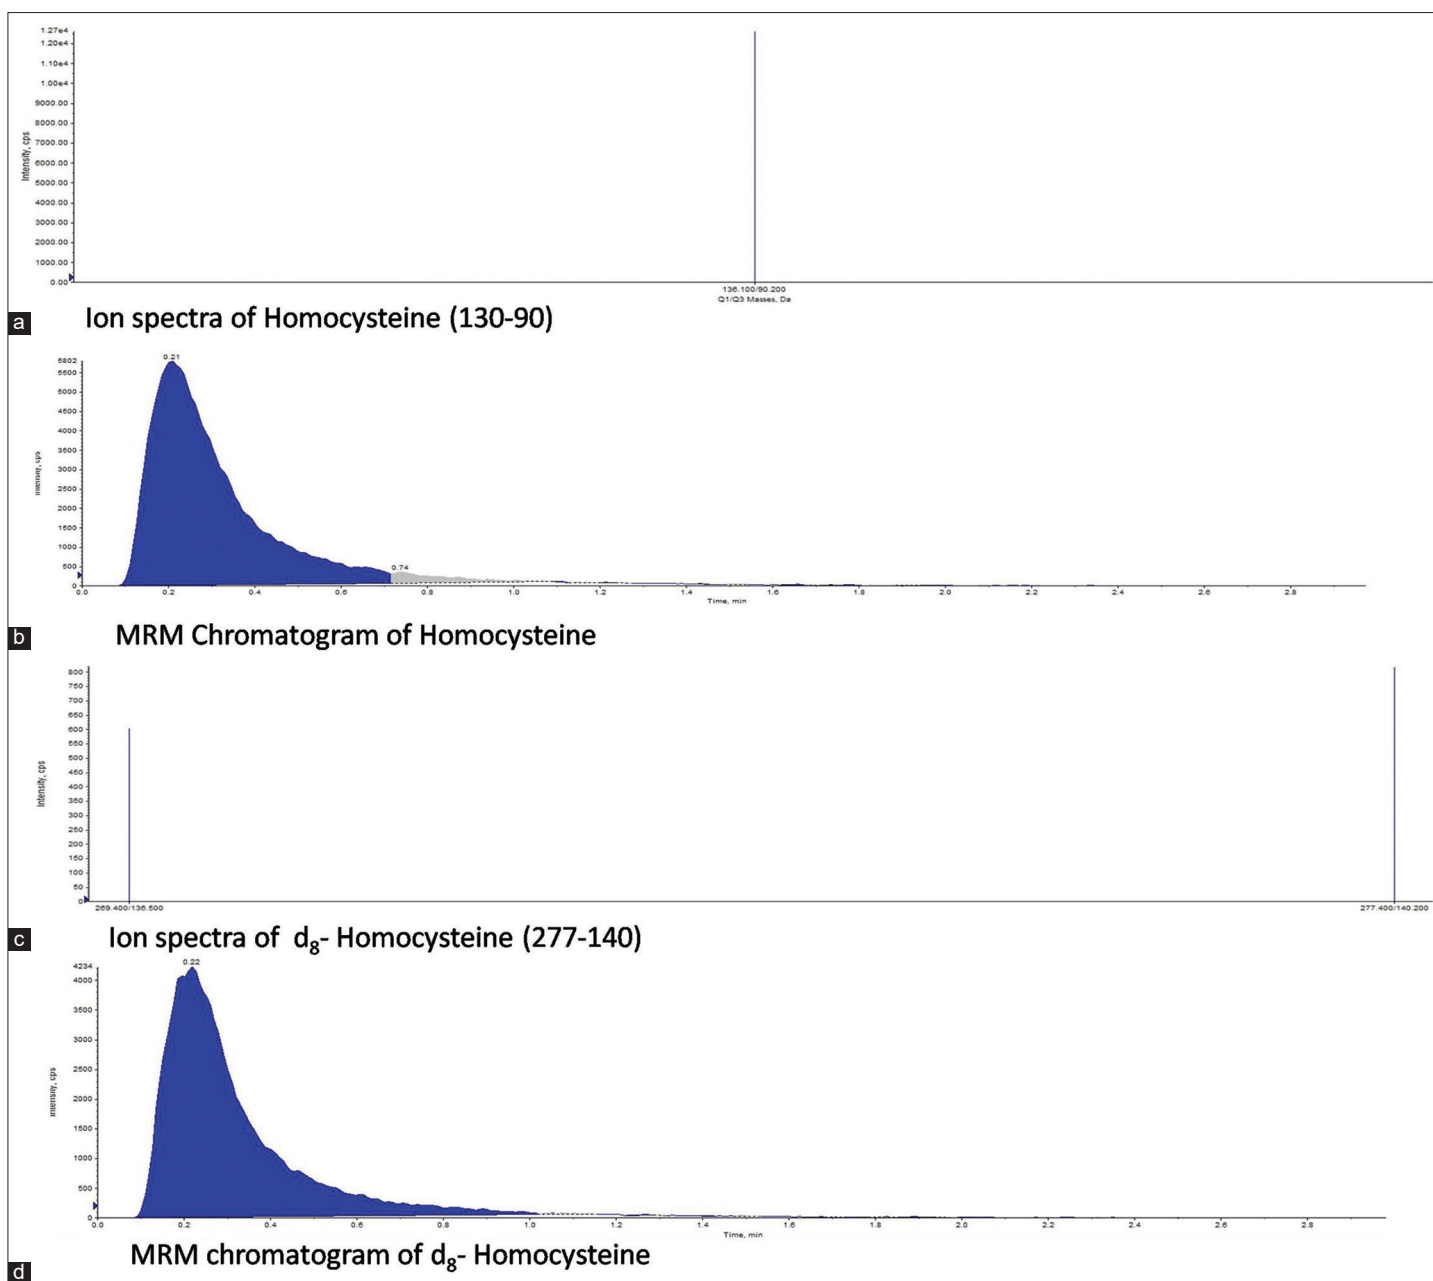 1.27e4
1.20e4
1.10e4
1.00e4
9000.00
8000.00
7000.00
6000.00
5000.00
4000.00
3000.00
2000.00
1000.00
0.00
Intensity, cps
136.100/90.200
Q1/Q3 Masses, Da
a
Ion spectra of Homocysteine (130-90)
0.21
5802
5500
5000
4500
4000
3500
3000
2500
2000
1500
1000
500
0
Intensity, cps
0.74
0.0 0.2 0.4 0.6 0.8 1.0 1.2 1.4 1.6 1.8 2.0 2.2 2.4 2.6 2.8
Time, min
b
MRM Chromatogram of Homocysteine
800
750
700
650
600
550
500
450
400
350
300
250
200
150
100
50
0
Intensity, cps
269.400/136.500 277.400/140.200
c
Ion spectra of d8- Homocysteine (277-140)
0.22
4234
4000
3500
3000
2500
2000
1500
1000
500
0
Intensity, cps
0.0 0.2 0.4 0.6 0.8 1.0 1.2 1.4 1.6 1.8 2.0 2.2 2.4 2.6 2.8
Time, min
d
MRM chromatogram of d8- Homocysteine